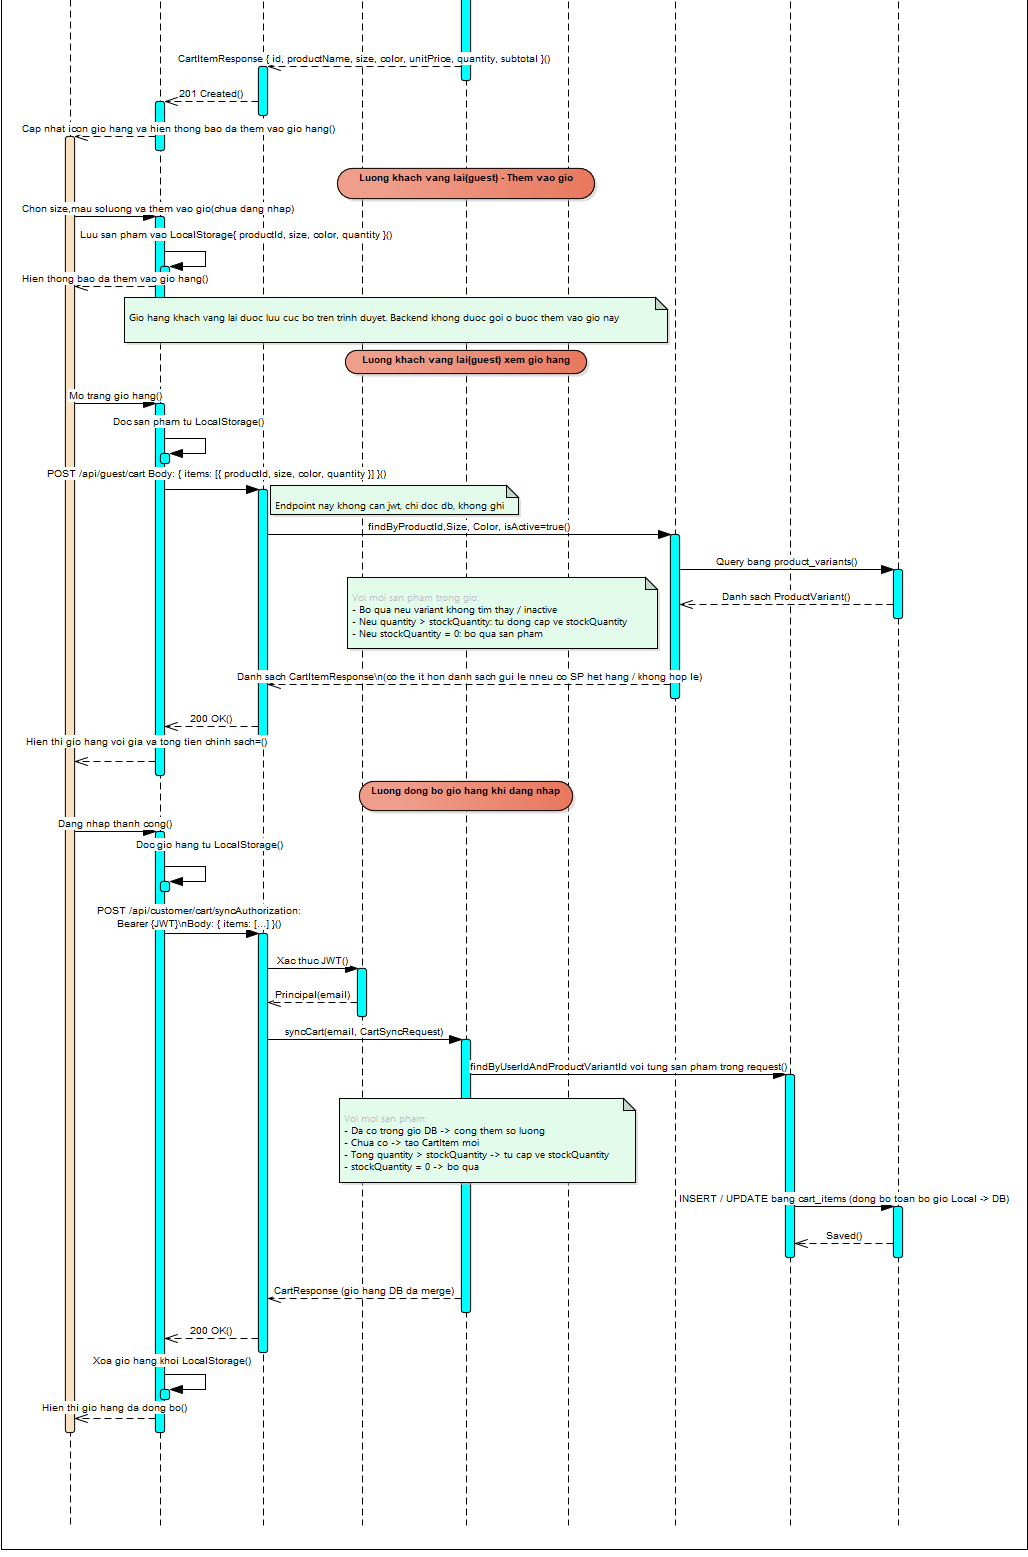 CartItemResponse { id, productName, size, color, unitPrice, quantity, subtotal }()
201 Created()
Cap nhat icon gio hang va hien thong bao da them vao gio hang()
Luong khach vang lai(guest) - Them vao gio
Chon size,mau soluong va them vao gio(chua dang nhap)
Luu san pham vao LocalStorage{ productId, size, color, quantity }()
Hien thong bao da them vao gio hang()
Gio hang khach vang lai duoc luu cuc bo tren trinh duyet. Backend khong duoc goi o buoc them vao gio nay
Luong khach vang lai(guest) xem gio hang
Mo trang gio hang()
Doc san pham tu LocalStorage()
POST /api/guest/cart Body: { items: [{ productId, size, color, quantity }] }()
Endpoint nay khong can jwt, chi doc db, khong ghi
findByProductId,Size, Color, isActive=true()
Query bang product_variants()
Danh sach ProductVariant()
Voi moi san pham trong gio:
- Bo qua neu variant khong tim thay / inactive
- Neu quantity > stockQuantity: tu dong cap ve stockQuantity
- Neu stockQuantity = 0: bo qua san pham
Danh sach CartItemResponse\n(co the it hon danh sach gui le nneu co SP het hang / khong hop le)
200 OK()
Hien thi gio hang voi gia va tong tien chinh sach=()
Luong dong bo gio hang khi dang nhap
Dang nhap thanh cong()
Doc gio hang tu LocalStorage()
POST /api/customer/cart/syncAuthorization:
Bearer {JWT}\nBody: { items: [...] }()
Xac thuc JWT()
Principal(email)
syncCart(email, CartSyncRequest)
findByUserIdAndProductVariantId voi tung san pham trong request()
Voi moi san pham:
- Da co trong gio DB -> cong them so luong
- Chua co -> tao CartItem moi
- Tong quantity > stockQuantity -> tu cap ve stockQuantity
- stockQuantity = 0 -> bo qua
INSERT / UPDATE bang cart_items (dong bo toan bo gio Local -> DB)
Saved()
CartResponse (gio hang DB da merge)
200 OK()
Xoa gio hang khoi LocalStorage()
Hien thi gio hang da dong bo()